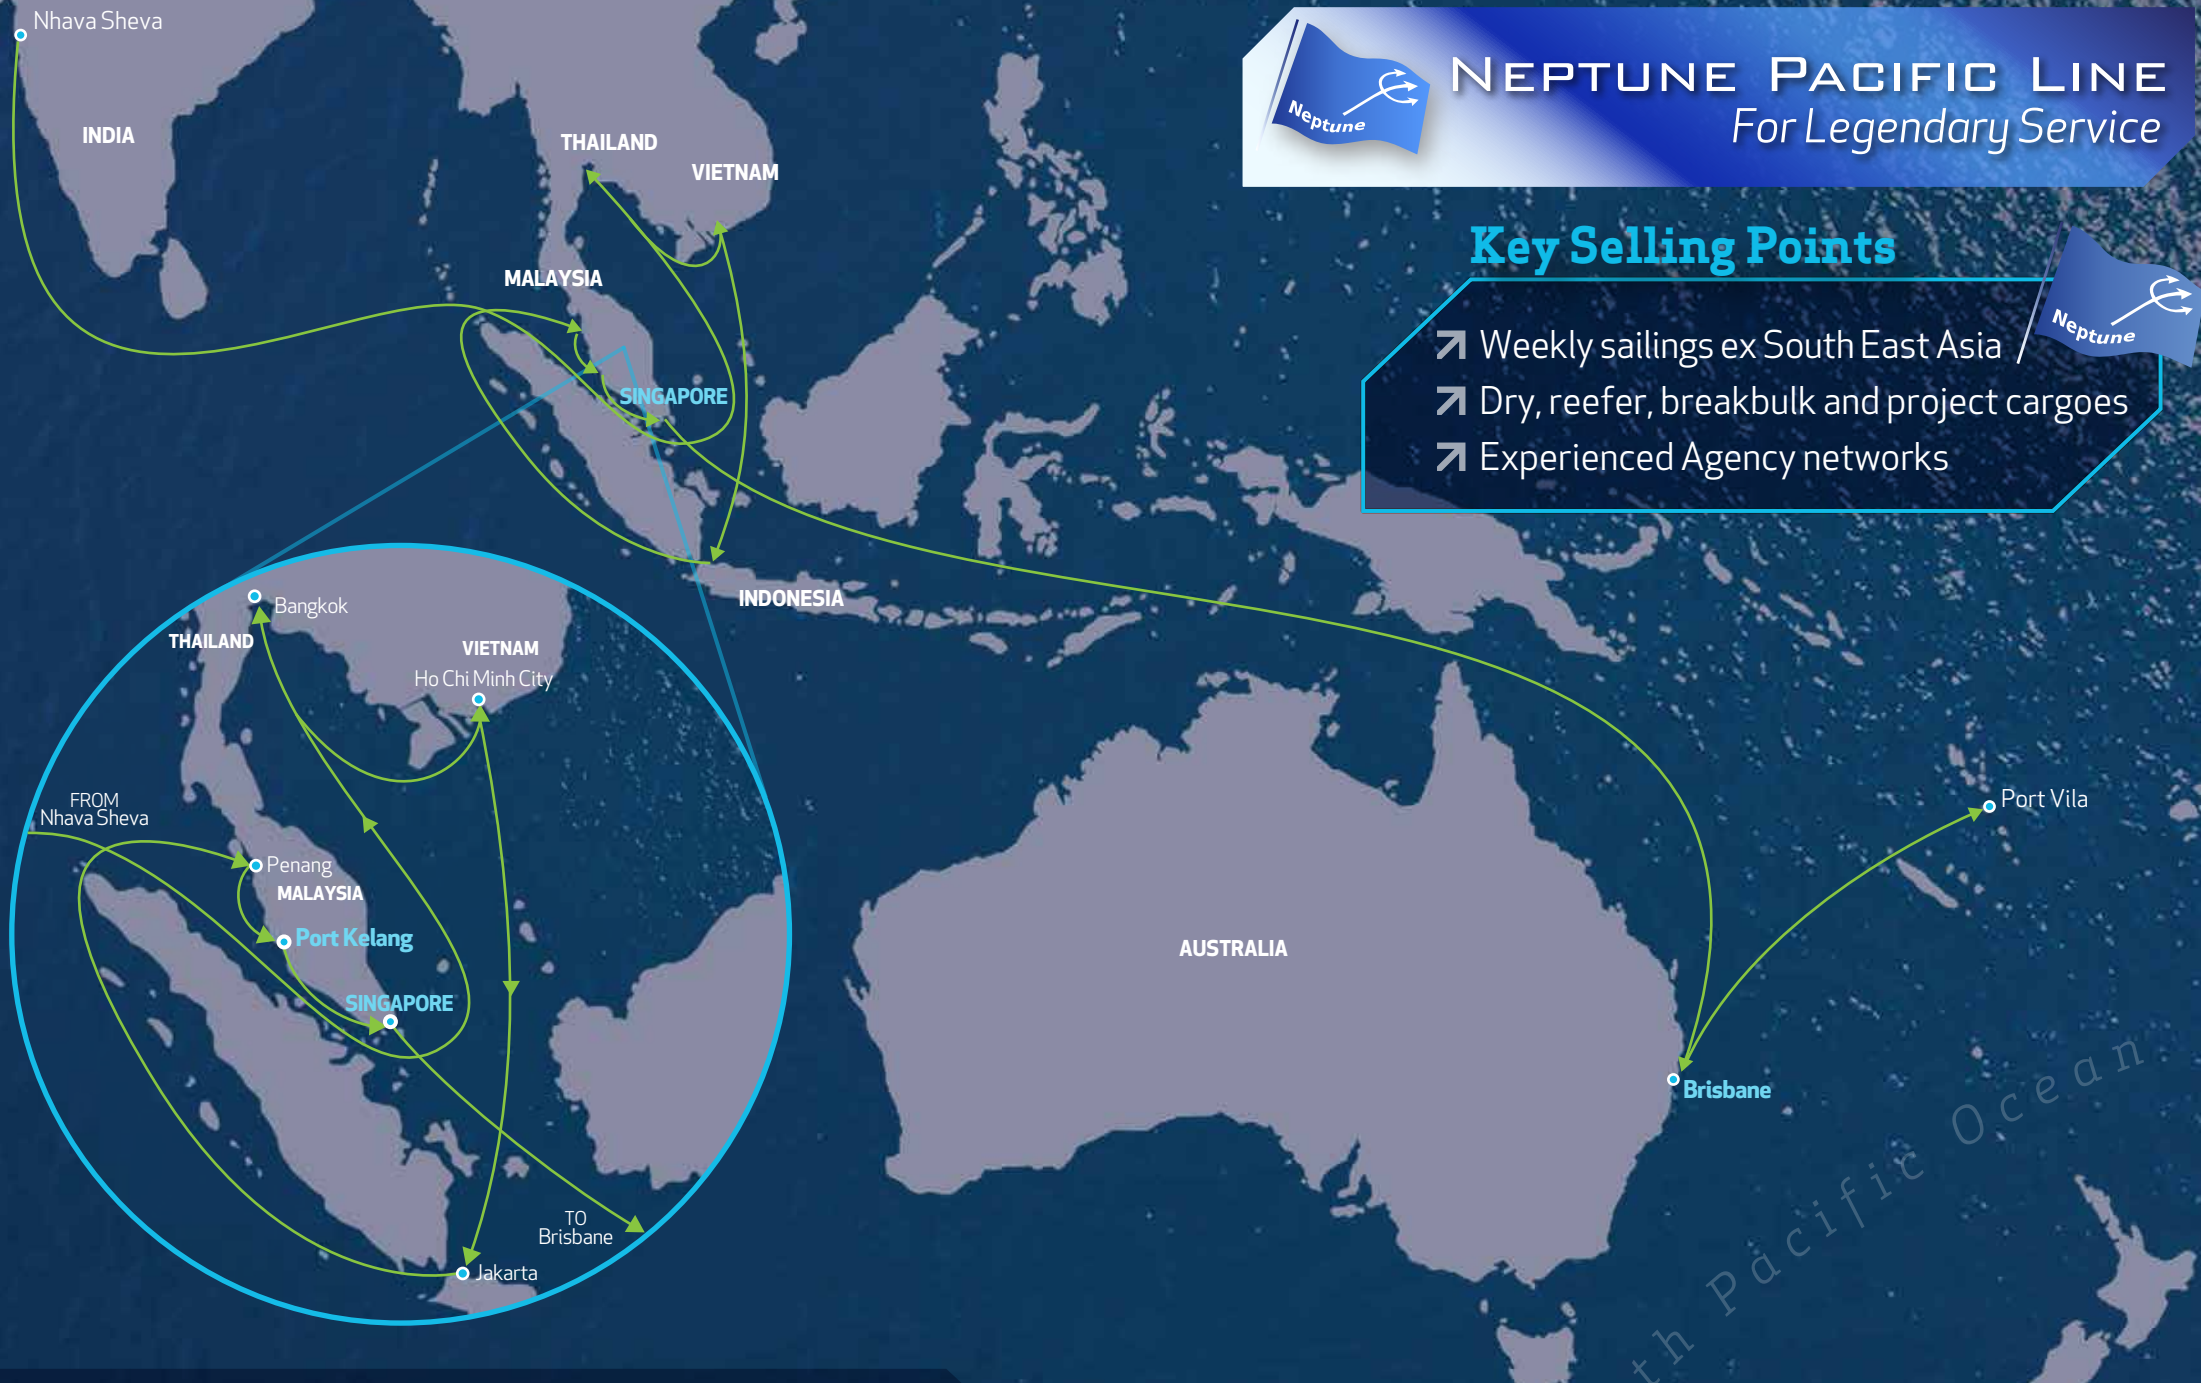 Nhava Sheva
INDIA
THAILAND
VIETNAM
MALAYSIA
SINGAPORE
INDONESIA
Neptune
NEPTUNE PACIFIC LINE
For Legendary Service
Key Selling Points
Neptune
Weekly sailings ex South East Asia
Dry, reefer, breakbulk and project cargoes
Experienced Agency networks
Bangkok
THAILAND
VIETNAM
Ho Chi Minh City
FROM
Nhava Sheva
Penang
MALAYSIA
Port Kelang
SINGAPORE
TO
Brisbane
Jakarta
AUSTRALIA
Port Vila
Brisbane
th Pacific Ocean